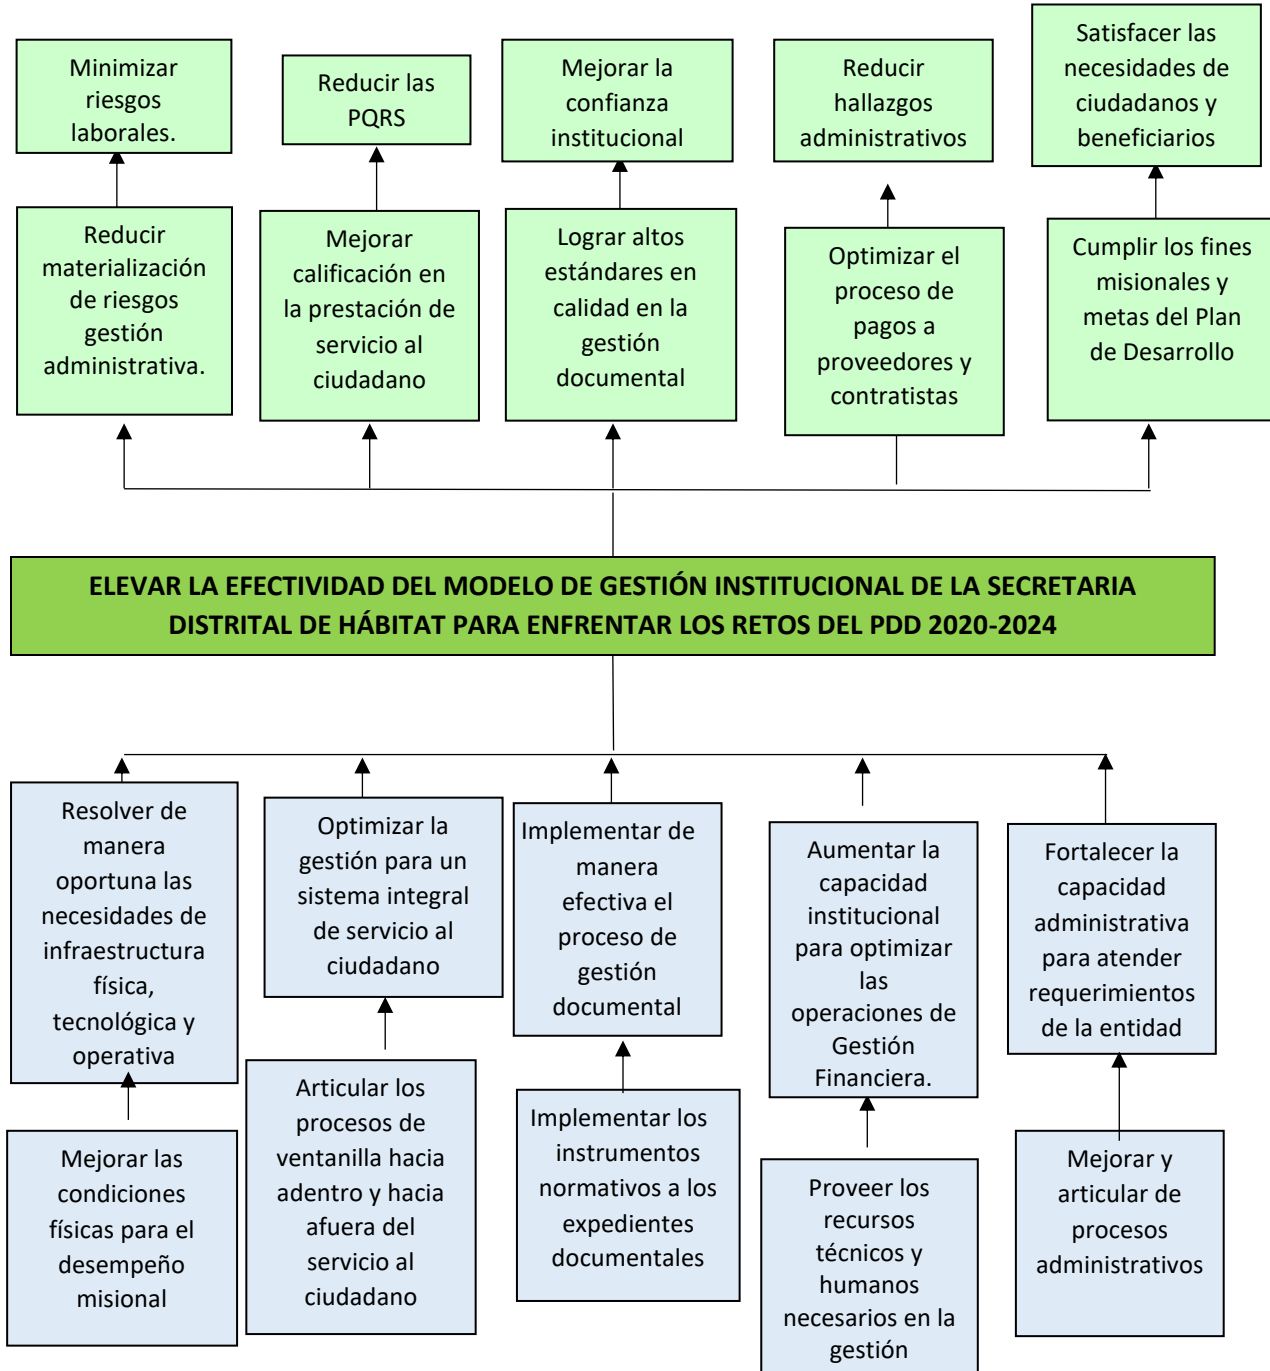 Minimizar
riesgos
laborales.
Reducir las
PQRS
Mejorar la
confianza
institucional
Reducir
hallazgos
administrativos
Satisfacer las
necesidades de
ciudadanos y
beneficiarios
Reducir
materialización
de riesgos
gestión
administrativa.
Mejorar
calificación en
la prestación de
servicio al
ciudadano
Lograr altos
estándares en
calidad en la
gestión
documental
Optimizar el
proceso de
pagos a
proveedores y
contratistas
Cumplir los fines
misionales y
metas del Plan
de Desarrollo
ELEVAR LA EFECTIVIDAD DEL MODELO DE GESTIÓN INSTITUCIONAL DE LA SECRETARIA
DISTRITAL DE HÁBITAT PARA ENFRENTAR LOS RETOS DEL PDD 2020-2024
Resolver de
manera
oportuna las
necesidades de
infraestructura
física,
tecnológica y
operativa
Optimizar la
gestión para un
sistema integral
de servicio al
ciudadano
Implementar de
manera
efectiva el
proceso de
gestión
documental
Aumentar la
capacidad
institucional
para optimizar
las
operaciones de
Gestión
Financiera.
Fortalecer la
capacidad
administrativa
para atender
requerimientos
de la entidad
Mejorar las
condiciones
físicas para el
desempeño
misional
Articular los
procesos de
ventanilla hacia
adentro y hacia
afuera del
servicio al
ciudadano
Implementar los
instrumentos
normativos a los
expedientes
documentales
Proveer los
recursos
técnicos y
humanos
necesarios en la
gestión
Mejorar y
articular de
procesos
administrativos